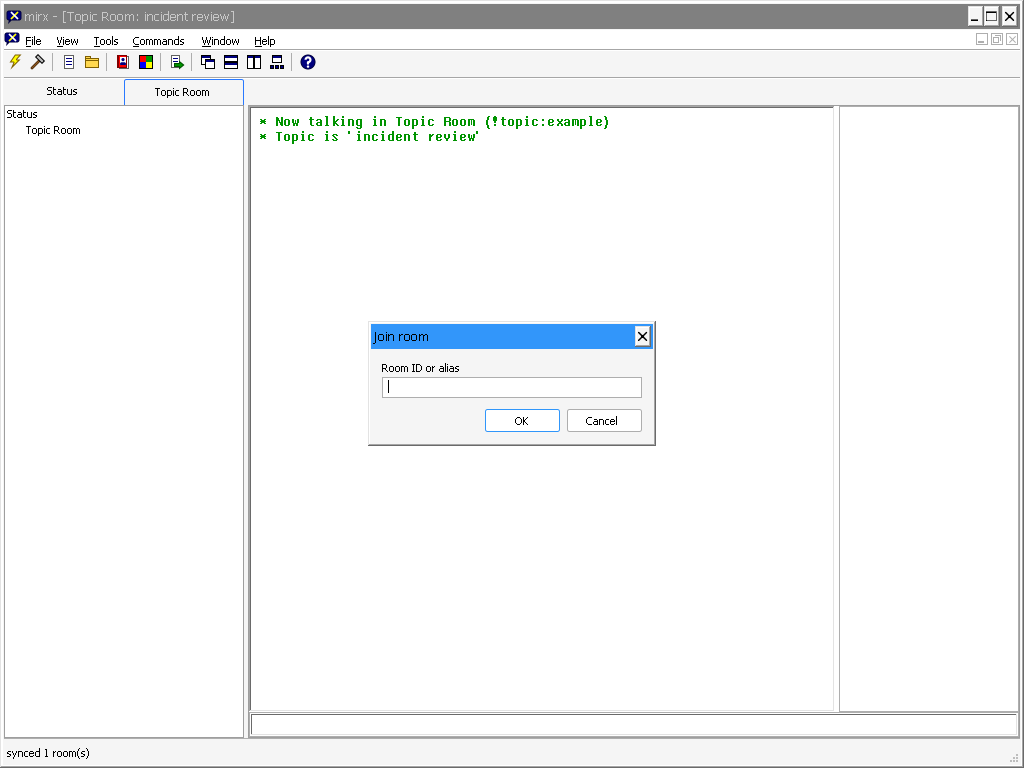 mirx - [Topic Room: incident review]
File View Tools Commands Window Help
Status Topic Room
Status
Topic Room
* Now talking in Topic Room (!topic:example)
* Topic is 'incident review'
Join room
Room ID or alias
OK Cancel
synced 1 room(s)